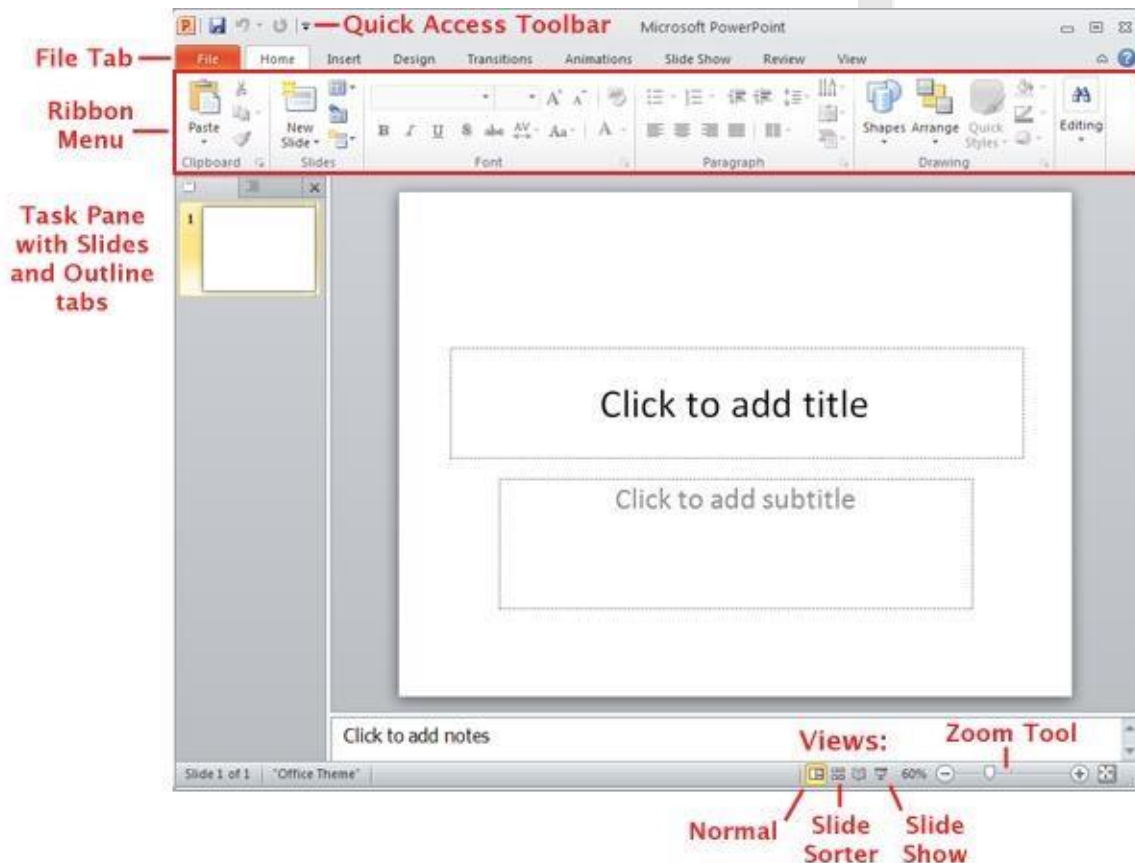 Quick Access Toolbar
Microsoft PowerPoint
File Tab
File Home Insert Design Transitions Animations Slide Show Review View
Ribbon
Menu
Paste
New
Slide
B I U S abc AV Aa A
Shapes Arrange Quick
Styles
Editing
Clipboard Slides Font Paragraph Drawing
Task Pane
with Slides
and Outline
tabs
1
Click to add title
Click to add subtitle
Click to add notes
Views:
Zoom Tool
Slide 1 of 1 "Office Theme" 60%
Normal
Slide
Sorter
Slide
Show